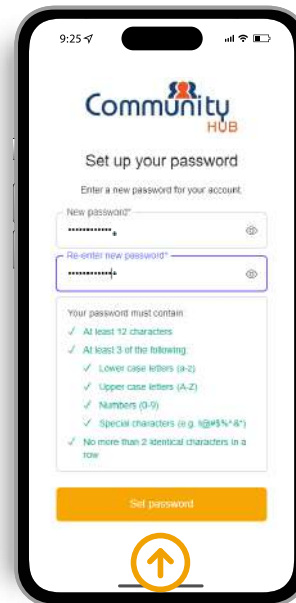 9:25
Community
HUB
Set up your password
Enter a new password for your account.
New password*
Re-enter new password*
Your password must contain:
✓ At least 12 characters
✓ At least 3 of the following:
✓ Lower case letters (a-z)
✓ Upper case letters (A-Z)
✓ Numbers (0-9)
✓ Special characters (e.g. !@#$%^&*)
✓ No more than 2 identical characters in a
row
Set password